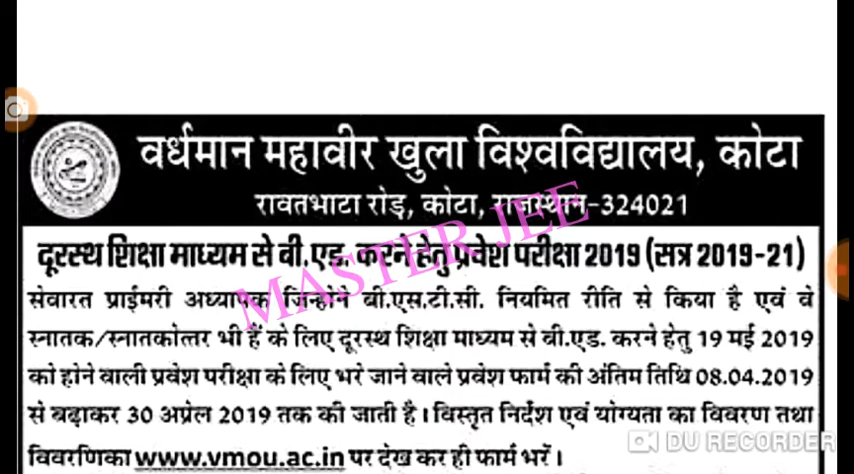 वर्धमान महावीर खुला विश्वविद्यालय, कोटा
रावतभाटा रोड़, कोटा, राजस्थान-324021
दूरस्थ शिक्षा माध्यम से बी.एड. करने हेतु प्रवेश परीक्षा 2019 (सत्र 2019-21)
सेवारत प्राईमरी अध्यापक जिन्होने बी.एस.टी.सी. नियमित रीति से किया है एवं वे
स्नातक/स्नातकोत्तर भी हैं के लिए दूरस्थ शिक्षा माध्यम से बी.एड. करने हेतु 19 मई 2019
को होने वाली प्रवेश परीक्षा के लिए भरे जाने वाले प्रवेश फार्म की अंतिम तिथि 08.04.2019
से बढ़ाकर 30 अप्रेल 2019 तक की जाती है। विस्तृत निर्देश एवं योग्यता का विवरण तथा
विवरणिका www.vmou.ac.in पर देख कर ही फार्म भरें ।
MASTER JEE
DU RECORDER